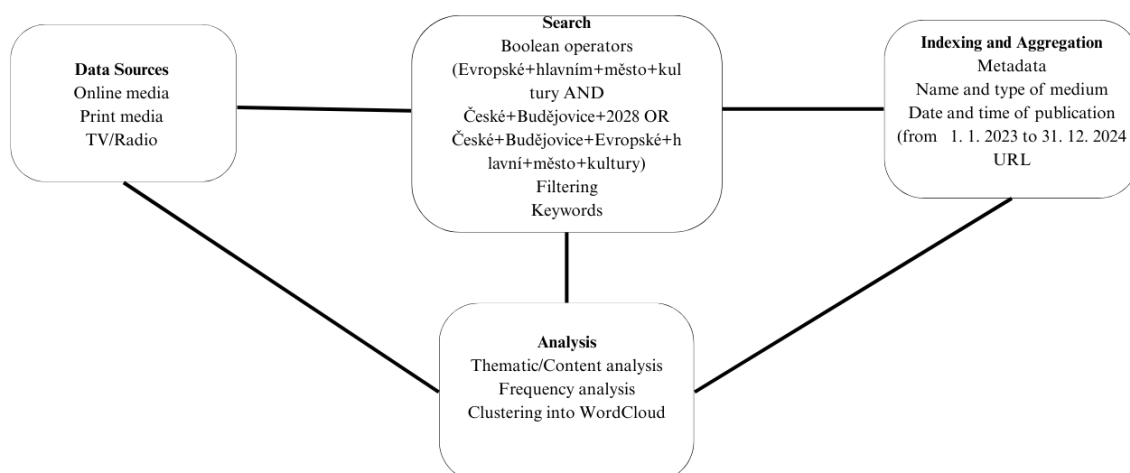 Data Sources
Online media
Print media
TV/Radio
Search
Boolean operators
(Evropské+hlavním+město+kul
tury AND
České+Budějovice+2028 OR
České+Budějovice+Evropské+h
lavní+město+kultury)
Filtering
Keywords
Indexing and Aggregation
Metadata
Name and type of medium
Date and time of publication
(from 1. 1. 2023 to 31. 12. 2024
URL
Analysis
Thematic/Content analysis
Frequency analysis
Clustering into WordCloud